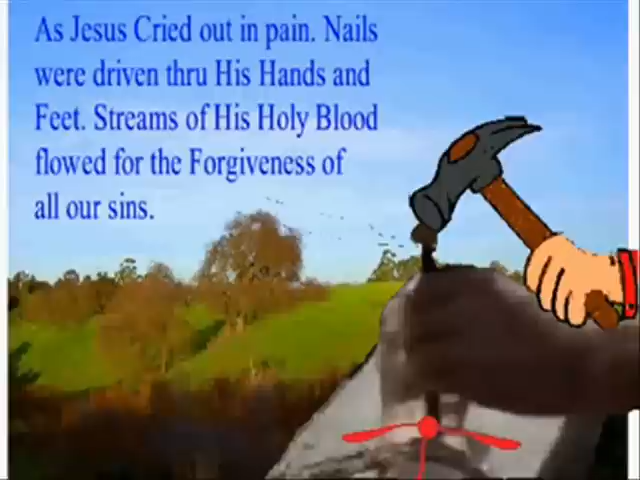 As Jesus Cried out in pain. Nails
were driven thru His Hands and
Feet. Streams of His Holy Blood
flowed for the Forgiveness of
all our sins.